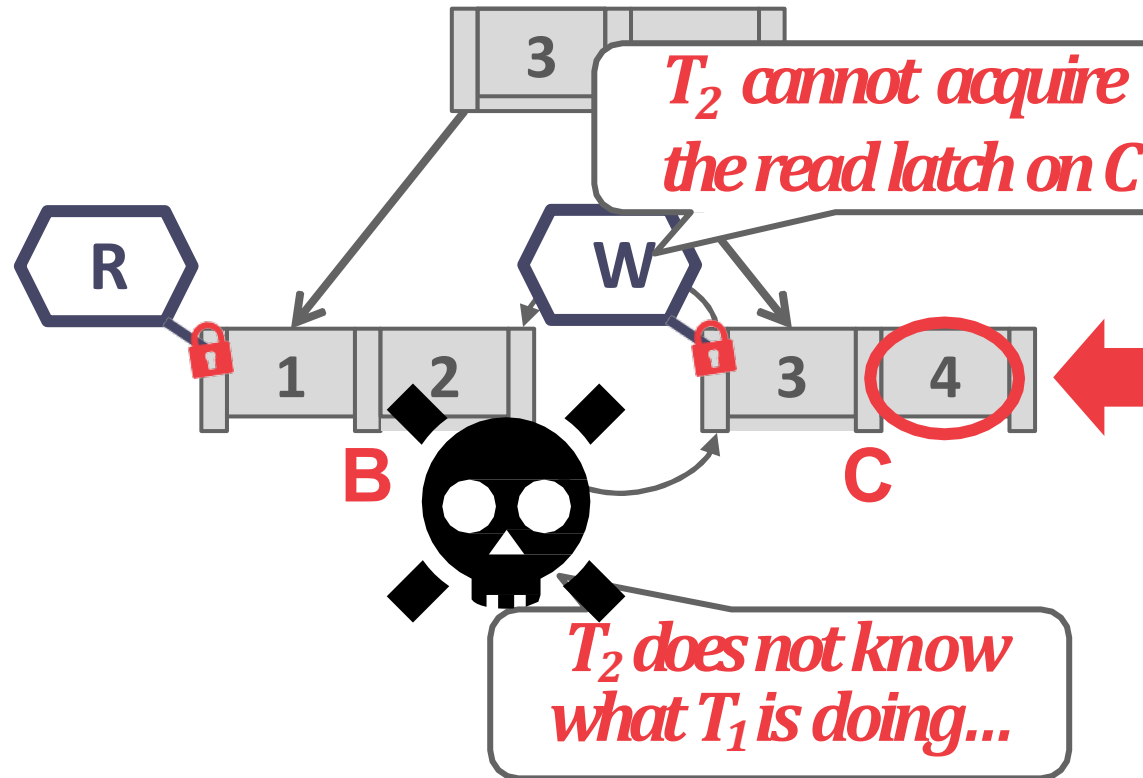 3
T₂ cannot acquire
the read latch on C
R
W
1 2
3 4
B
C
T₂ does not know
what T₁ is doing...